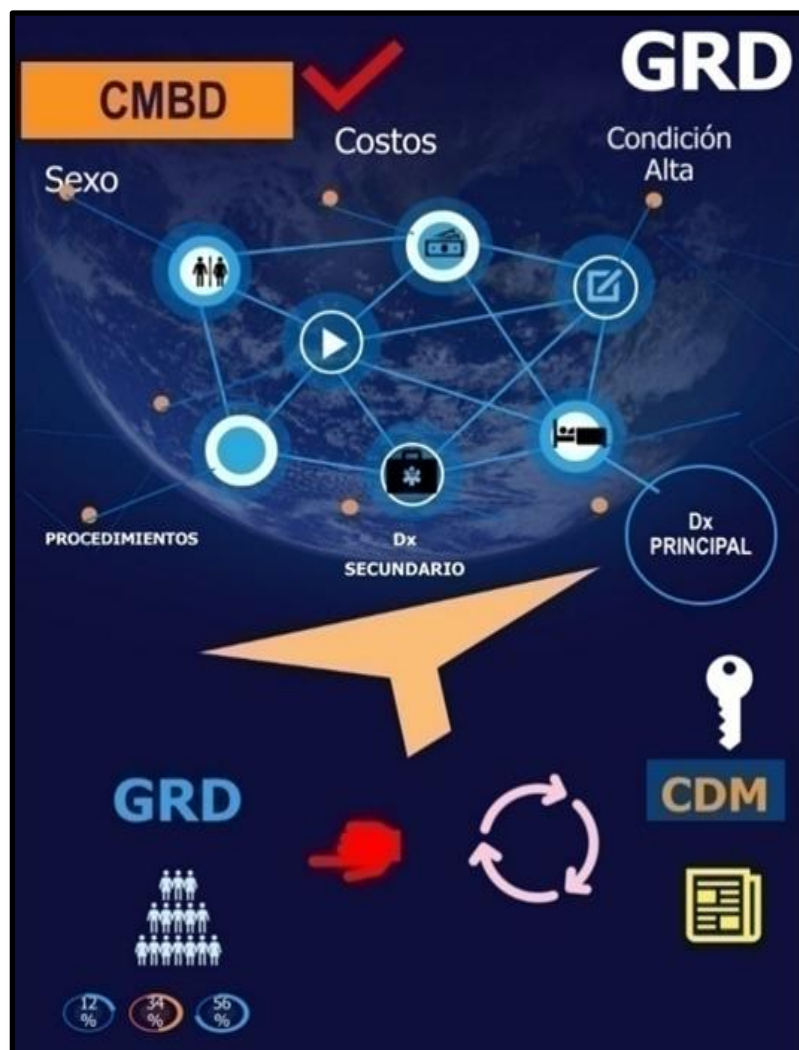 GRD
CMBD
Costos
Condición
Alta
Sexo
PROCEDIMIENTOS
Dx
SECUNDARIO
Dx
PRINCIPAL
GRD
CDM
12
%
34
%
56
%